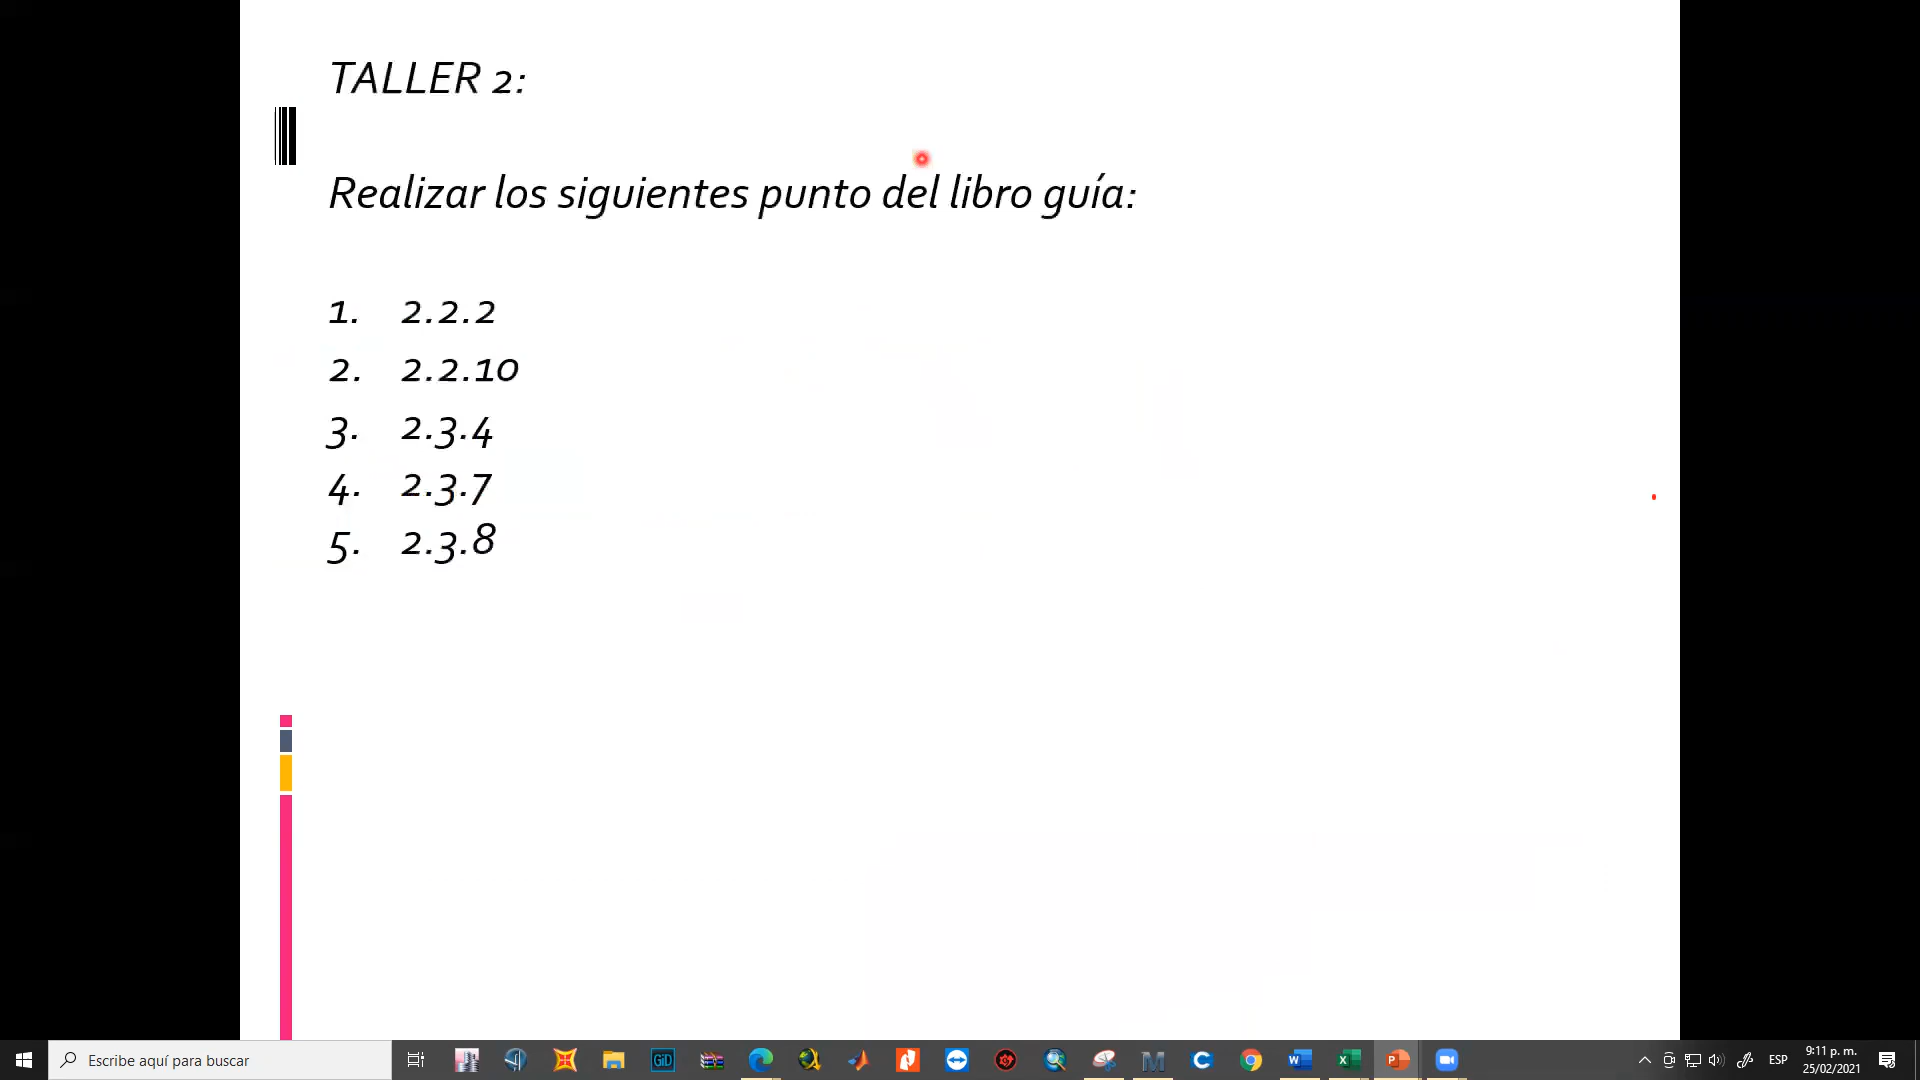 TALLER 2:
Realizar los siguientes punto del libro guía:
1. 2.2.2
2. 2.2.10
3. 2.3.4
4. 2.3.7
5. 2.3.8
Escribe aquí para buscar
GiD
ESP
9:11 p. m.
25/02/2021